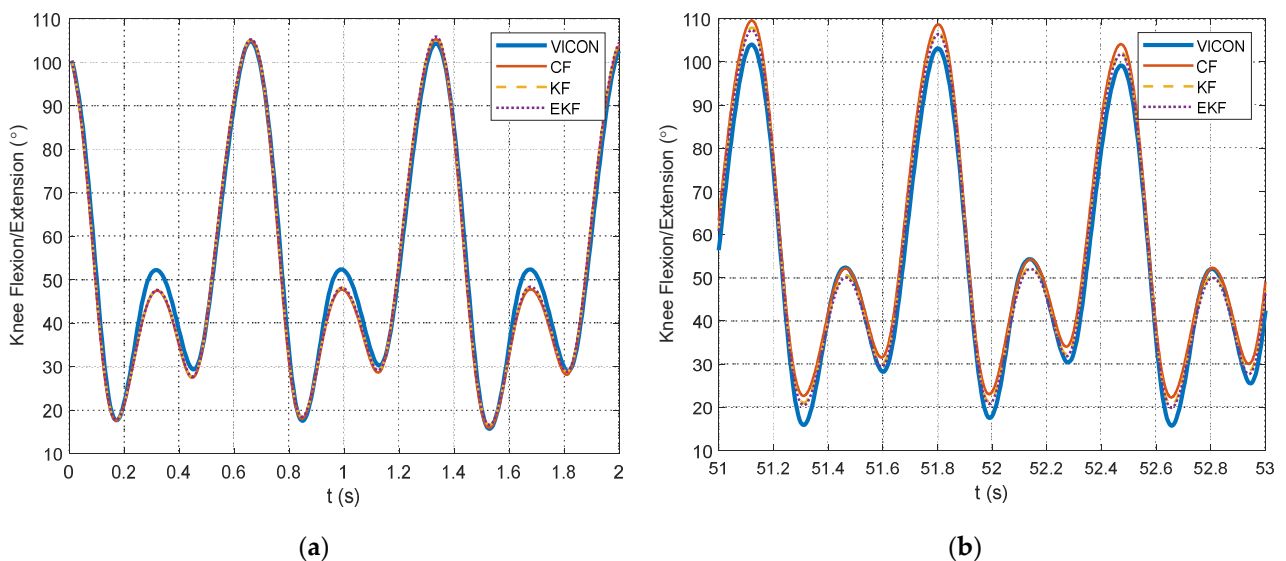 110
100
90
80
70
60
50
40
30
20
10
Knee Flexion/Extension (°)
0 0.2 0.4 0.6 0.8 1 1.2 1.4 1.6 1.8 2
t (s)
VICON
CF
KF
EKF
(a)
110
100
90
80
70
60
50
40
30
20
10
Knee Flexion/Extension (°)
51 51.2 51.4 51.6 51.8 52 52.2 52.4 52.6 52.8 53
t (s)
VICON
CF
KF
EKF
(b)